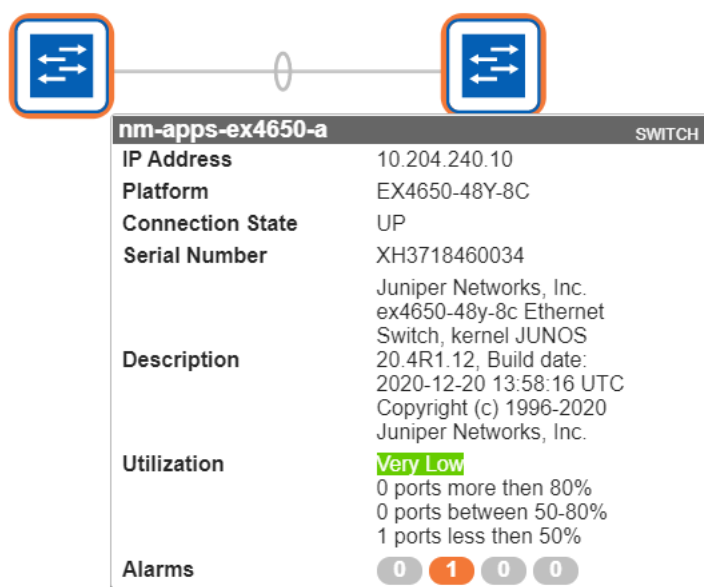 nm-apps-ex4650-a SWITCH
IP Address 10.204.240.10
Platform EX4650-48Y-8C
Connection State UP
Serial Number XH3718460034
Description Juniper Networks, Inc.
ex4650-48y-8c Ethernet
Switch, kernel JUNOS
20.4R1.12, Build date:
2020-12-20 13:58:16 UTC
Copyright (c) 1996-2020
Juniper Networks, Inc.
Utilization Very Low
0 ports more then 80%
0 ports between 50-80%
1 ports less then 50%
Alarms 0 1 0 0